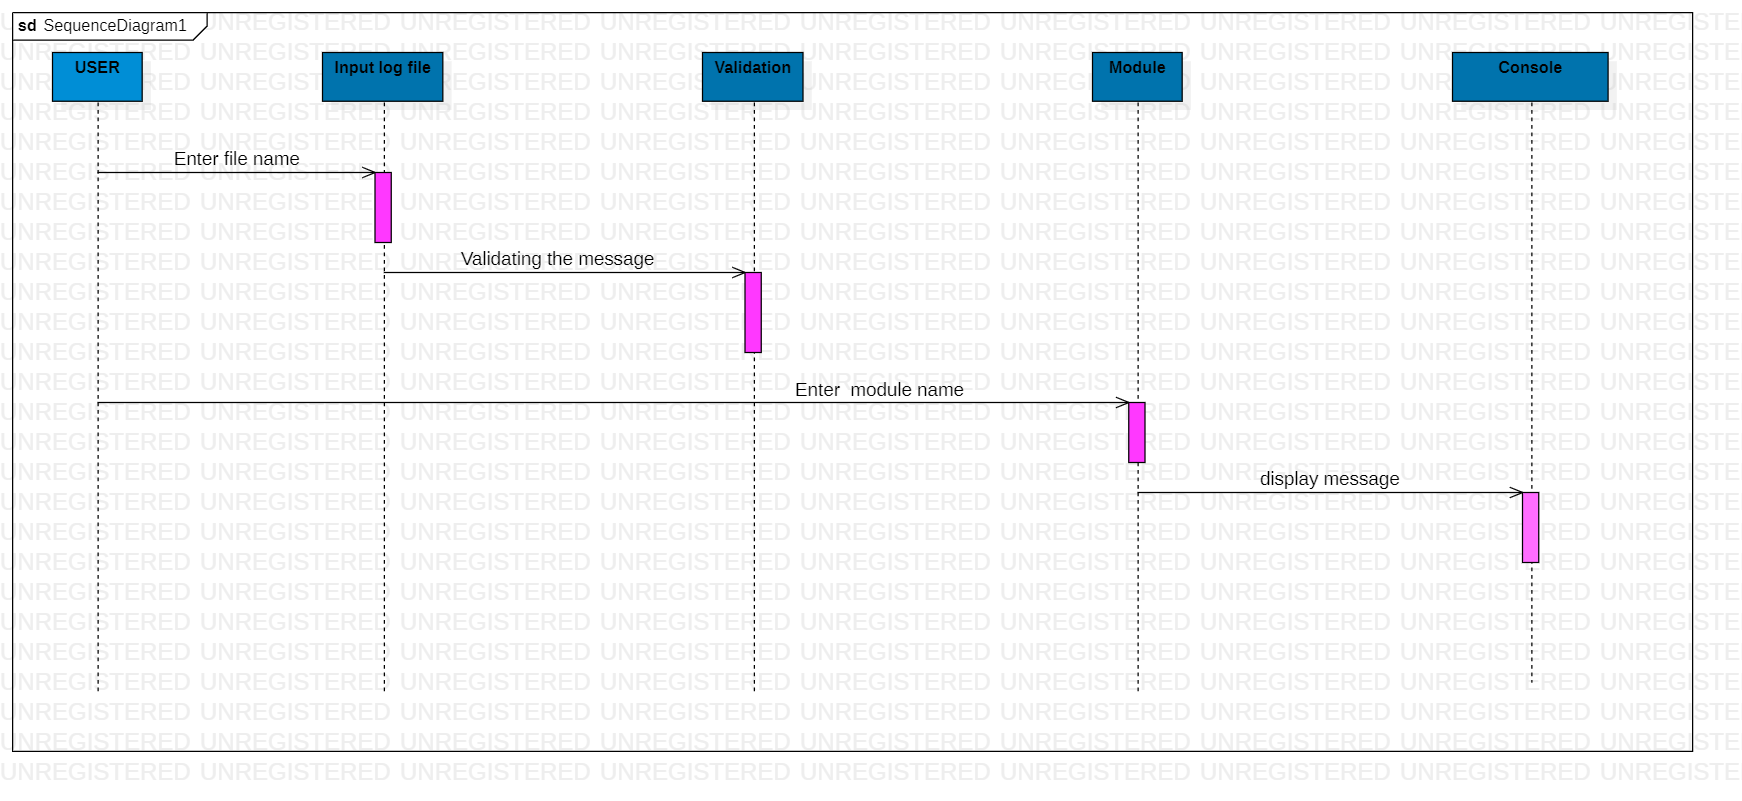 sd SequenceDiagram1
USER
Input log file
Validation
Module
Console
Enter file name
Validating the message
Enter  module name
display message
UNREGISTERED